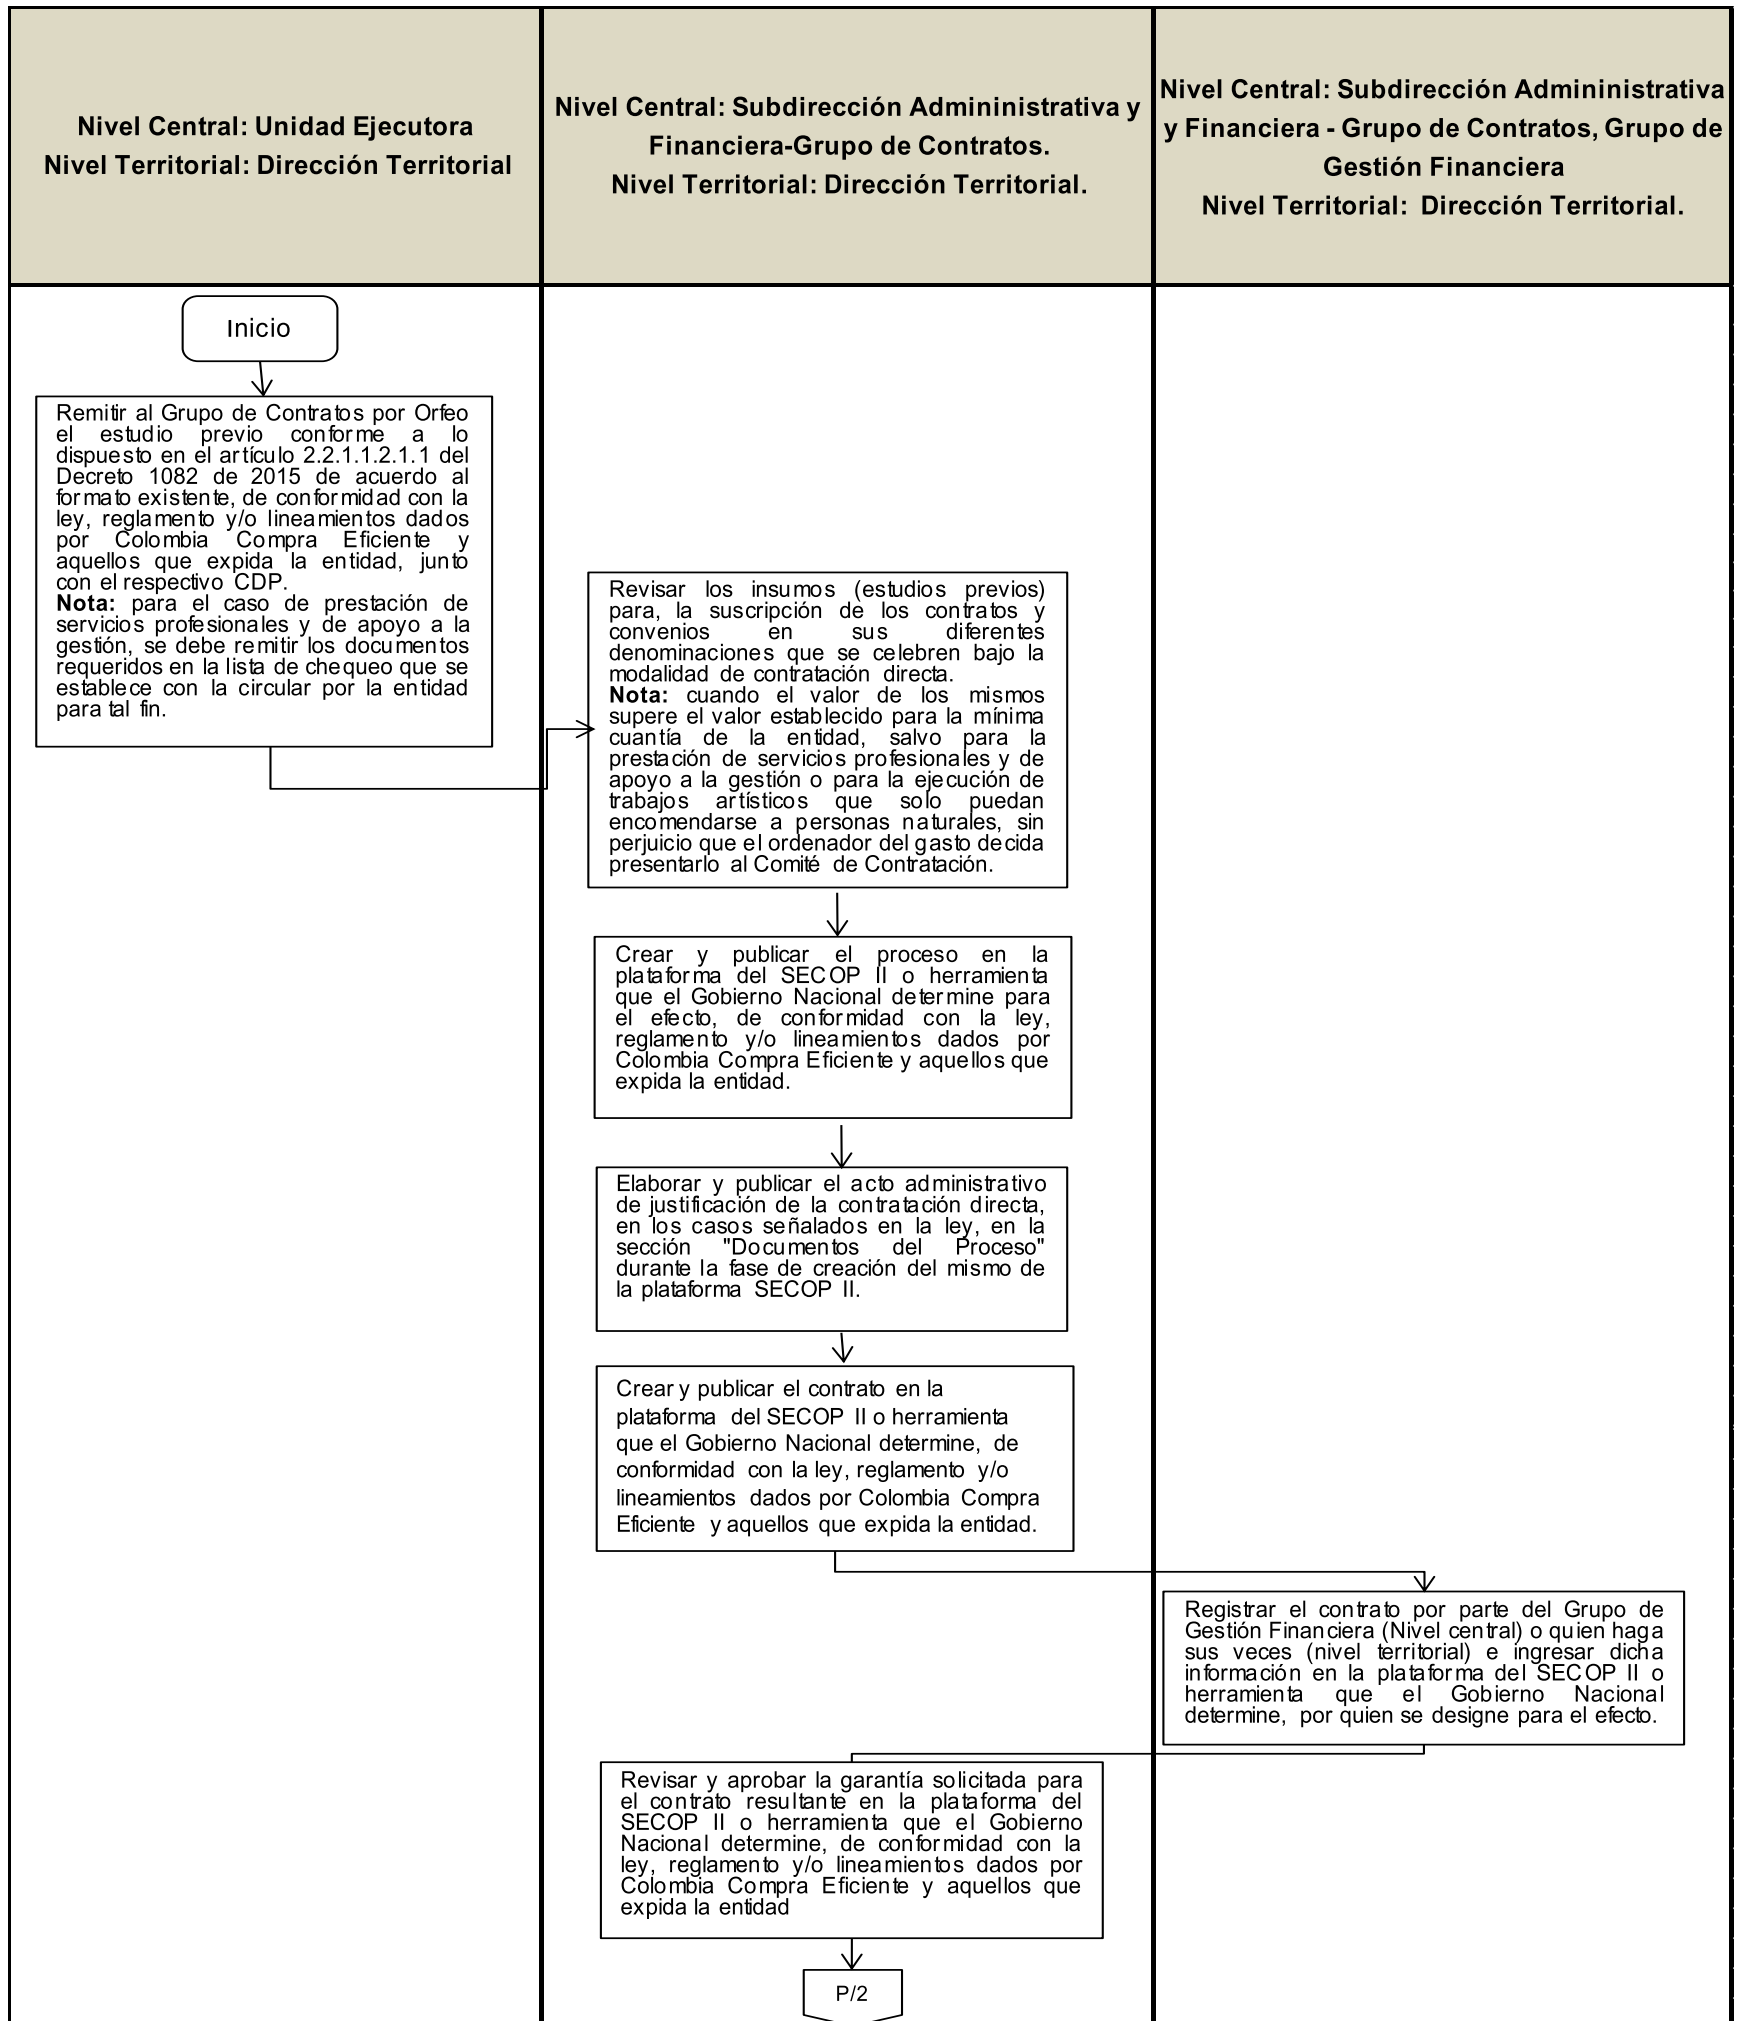 Nivel Central: Unidad Ejecutora
Nivel Territorial: Dirección Territorial
Nivel Central: Subdirección Admininistrativa y
Financiera-Grupo de Contratos.
Nivel Territorial: Dirección Territorial.
Nivel Central: Subdirección Admininistrativa
y Financiera - Grupo de Contratos, Grupo de
Gestión Financiera
Nivel Territorial: Dirección Territorial.
Inicio
Remitir al Grupo de Contratos por Orfeo
el estudio previo conforme a lo
dispuesto en el artículo 2.2.1.1.2.1.1 del
Decreto 1082 de 2015 de acuerdo al
formato existente, de conformidad con la
ley, reglamento y/o lineamientos dados
por Colombia Compra Eficiente y
aquellos que expida la entidad, junto
con el respectivo CDP.
Nota: para el caso de prestación de
servicios profesionales y de apoyo a la
gestión, se debe remitir los documentos
requeridos en la lista de chequeo que se
establece con la circular por la entidad
para tal fin.
Revisar los insumos (estudios previos)
para, la suscripción de los contratos y
convenios en sus diferentes
denominaciones que se celebren bajo la
modalidad de contratación directa.
Nota: cuando el valor de los mismos
supere el valor establecido para la mínima
cuantía de la entidad, salvo para la
prestación de servicios profesionales y de
apoyo a la gestión o para la ejecución de
trabajos artísticos que solo puedan
encomendarse a personas naturales, sin
perjuicio que el ordenador del gasto decida
presentarlo al Comité de Contratación.
Crear y publicar el proceso en la
plataforma del SECOP II o herramienta
que el Gobierno Nacional determine para
el efecto, de conformidad con la ley,
reglamento y/o lineamientos dados por
Colombia Compra Eficiente y aquellos que
expida la entidad.
Elaborar y publicar el acto administrativo
de justificación de la contratación directa,
en los casos señalados en la ley, en la
sección "Documentos del Proceso"
durante la fase de creación del mismo de
la plataforma SECOP II.
Crear y publicar el contrato en la
plataforma del SECOP II o herramienta
que el Gobierno Nacional determine, de
conformidad con la ley, reglamento y/o
lineamientos dados por Colombia Compra
Eficiente y aquellos que expida la entidad.
Registrar el contrato por parte del Grupo de
Gestión Financiera (Nivel central) o quien haga
sus veces (nivel territorial) e ingresar dicha
información en la plataforma del SECOP II o
herramienta que el Gobierno Nacional
determine, por quien se designe para el efecto.
Revisar y aprobar la garantía solicitada para
el contrato resultante en la plataforma del
SECOP II o herramienta que el Gobierno
Nacional determine, de conformidad con la
ley, reglamento y/o lineamientos dados por
Colombia Compra Eficiente y aquellos que
expida la entidad
P/2